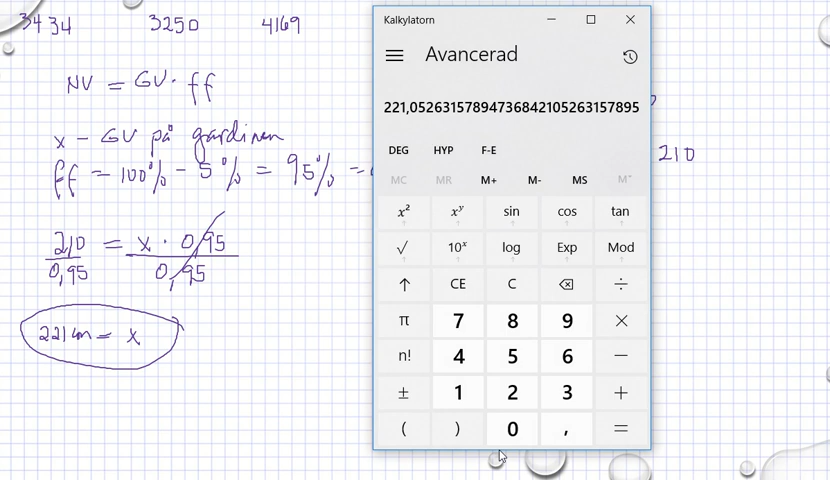 3434 3250 4169
NV = GV · ff
x – GV på gardinen
ff = 100% – 5% = 95% =
210 = x · 0,95
0,95 0,95
221 cm = x
210
Kalkylatorn
Avancerad
221,05263157894736842105263157895
DEG HYP F-E
MC MR M+ M- MS M˅
x² xʸ sin cos tan
√ 10ˣ log Exp Mod
↑ CE C ⌫ ÷
π 7 8 9 ×
n! 4 5 6 −
± 1 2 3 +
( ) 0 , =